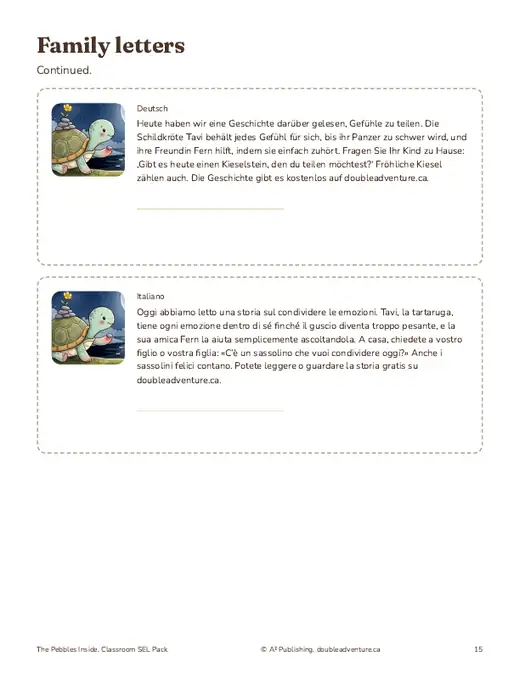 Family letters
Continued.
Deutsch
Heute haben wir eine Geschichte darüber gelesen, Gefühle zu teilen. Die
Schildkröte Tavi behält jedes Gefühl für sich, bis ihr Panzer zu schwer wird, und
ihre Freundin Fern hilft, indem sie einfach zuhört. Fragen Sie Ihr Kind zu Hause:
‚Gibt es heute einen Kieselstein, den du teilen möchtest?‘ Fröhliche Kiesel
zählen auch. Die Geschichte gibt es kostenlos auf doubleadventure.ca.
Italiano
Oggi abbiamo letto una storia sul condividere le emozioni. Tavi, la tartaruga,
tiene ogni emozione dentro di sé finché il guscio diventa troppo pesante, e la
sua amica Fern la aiuta semplicemente ascoltandola. A casa, chiedete a vostro
figlio o vostra figlia: «C'è un sassolino che vuoi condividere oggi?» Anche i
sassolini felici contano. Potete leggere o guardare la storia gratis su
doubleadventure.ca.
The Pebbles Inside, Classroom SEL Pack
© A² Publishing, doubleadventure.ca
15